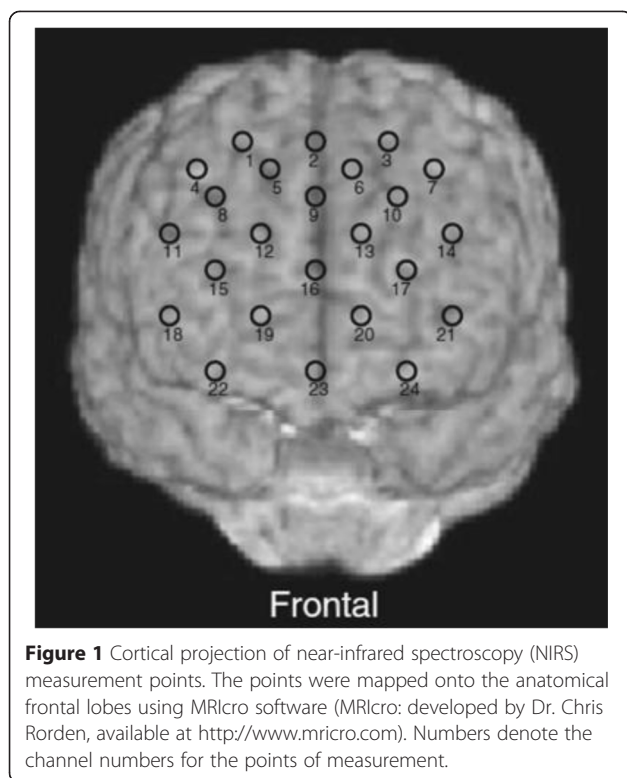 1 2 3
4 5 6 7
8 9 10
11 12 13 14
15 16 17
18 19 20 21
22 23 24
Frontal
Figure 1 Cortical projection of near-infrared spectroscopy (NIRS)
measurement points. The points were mapped onto the anatomical
frontal lobes using MRIcro software (MRIcro: developed by Dr. Chris
Rorden, available at http://www.mricro.com). Numbers denote the
channel numbers for the points of measurement.